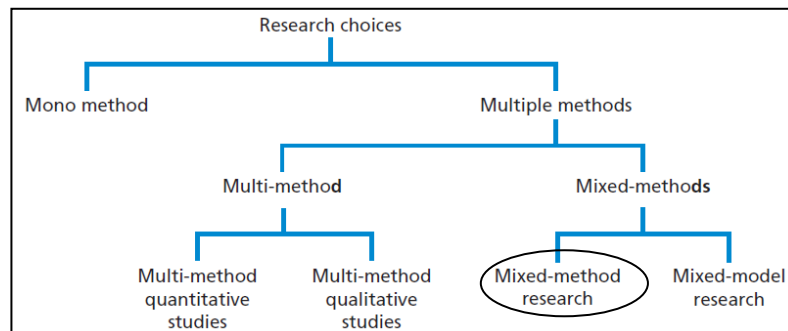 Research choices
Mono method
Multiple methods
Multi-method
Mixed-methods
Multi-method
quantitative
studies
Multi-method
qualitative
studies
Mixed-method
research
Mixed-model
research